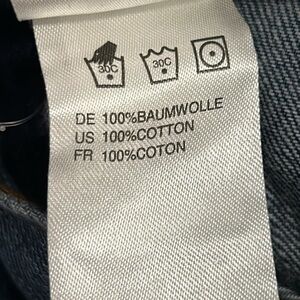 30C 30C
DE 100%BAUMWOLLE
US 100%COTTON
FR 100%COTON